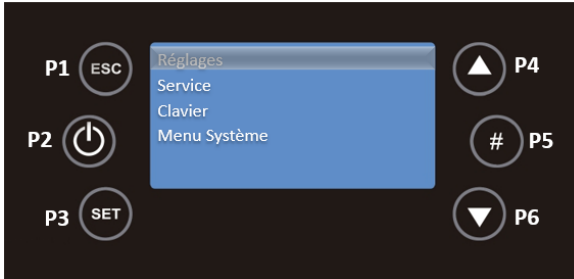 P1 ESC
Réglages
Service
Clavier
Menu Système
P4
P2
# P5
P3 SET
P6